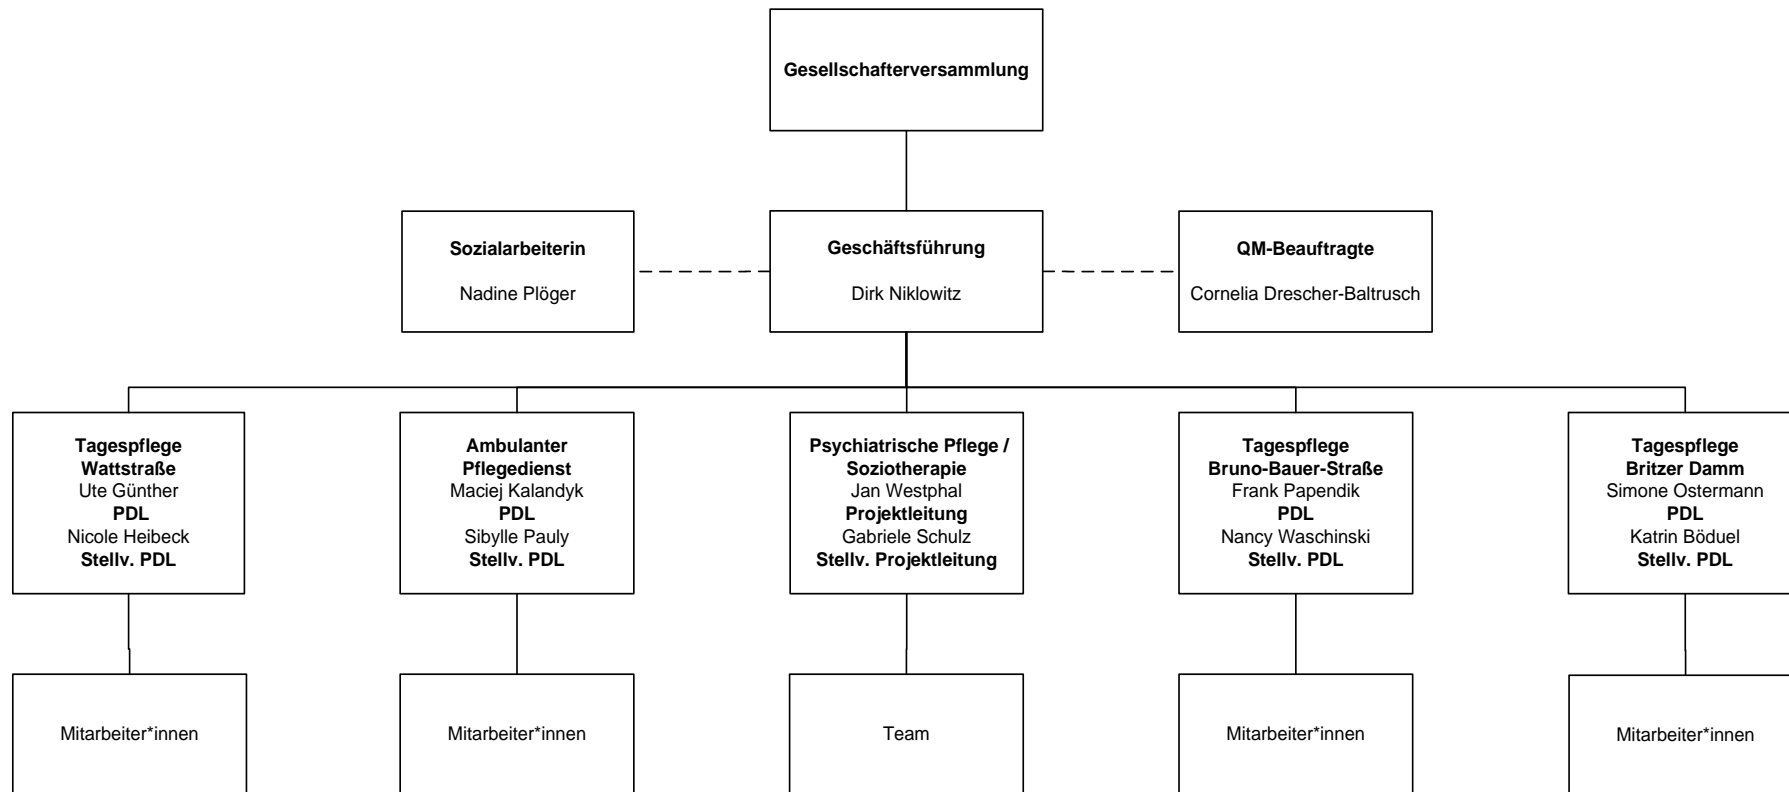 Gesellschafterversammlung
Sozialarbeiterin
Nadine Plöger
Geschäftsführung
Dirk Niklowitz
QM-Beauftragte
Cornelia Drescher-Baltrusch
Tagespflege
Wattstraße
Ute Günther
PDL
Nicole Heibeck
Stellv. PDL
Ambulanter
Pflegedienst
Maciej Kalandyk
PDL
Sibylle Pauly
Stellv. PDL
Psychiatrische Pflege /
Soziotherapie
Jan Westphal
Projektleitung
Gabriele Schulz
Stellv. Projektleitung
Tagespflege
Bruno-Bauer-Straße
Frank Papendik
PDL
Nancy Waschinski
Stellv. PDL
Tagespflege
Britzer Damm
Simone Ostermann
PDL
Katrin Böduel
Stellv. PDL
Mitarbeiter*innen
Mitarbeiter*innen
Team
Mitarbeiter*innen
Mitarbeiter*innen